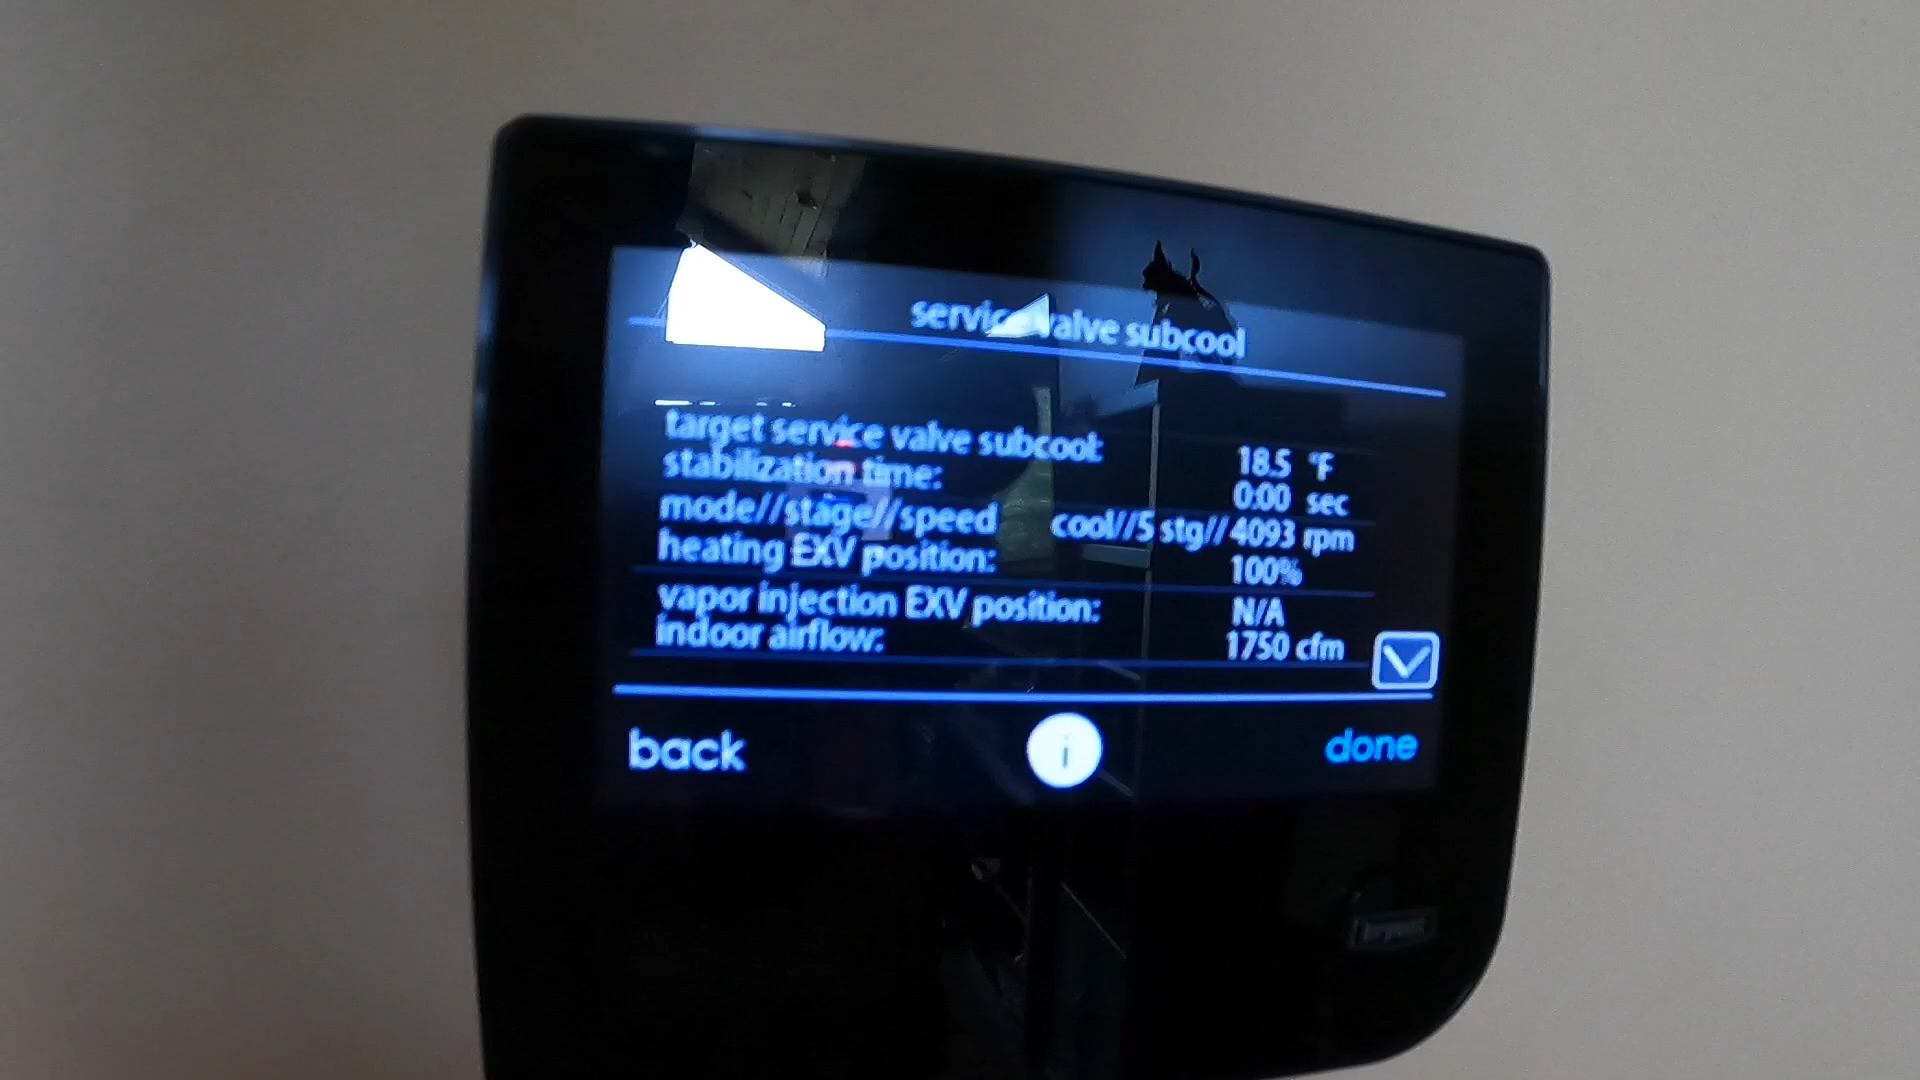 service valve subcool
target service valve subcool: 18.5 °F
stabilization time: 0:00 sec
mode//stage//speed cool//5 stg//4093 rpm
heating EXV position: 100%
vapor injection EXV position: N/A
indoor airflow: 1750 cfm
back i done
bryant